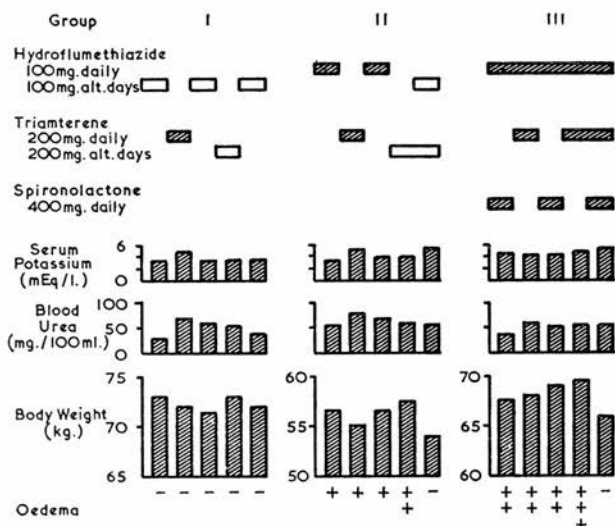 Group I II III
Hydroflumethiazide
100mg. daily
100mg. alt. days
Triamterene
200mg. daily
200mg. alt. days
Spironolactone
400mg. daily
Serum
Potassium
(mEq/l.)
6
0
Blood
Urea
(mg./100ml.)
100
50
0
Body Weight
(kg.)
75
70
65
60
55
50
70
65
60
Oedema
- - - - -
+ + + + -
+
+ + + + -
+ + + +
+